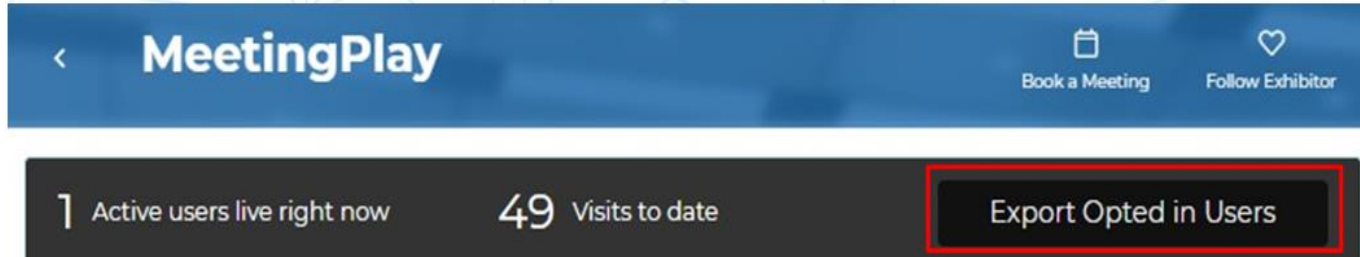 MeetingPlay
Book a Meeting
Follow Exhibitor
1 Active users live right now
49 Visits to date
Export Opted in Users